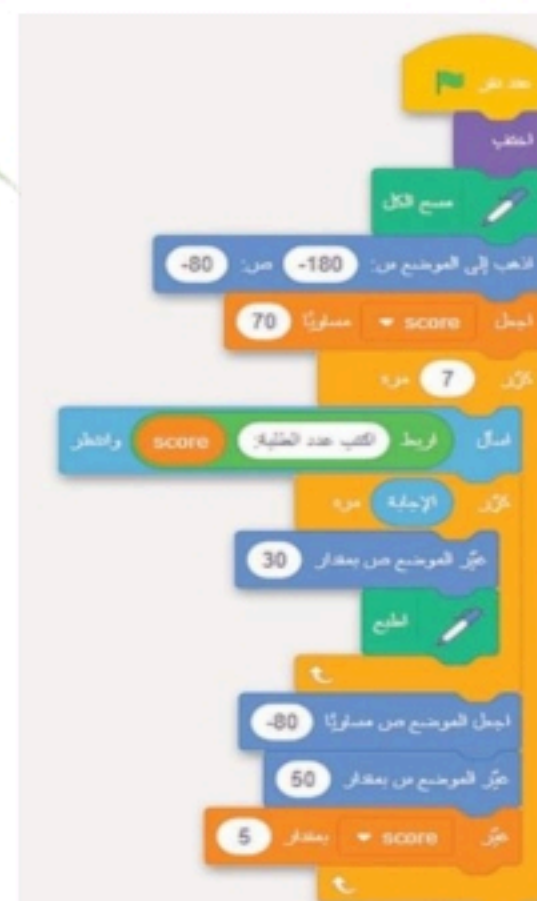 عند نقر
اختفِ
مسح الكل
اذهب إلى الموضع س: -180 ص: -80
اجعل score مساويًا 70
كرّر 7 مرة
اسأل اربط اكتب عدد الطلبة: score وانتظر
كرّر الإجابة مرة
غيّر الموضع ص بمقدار 30
اطبع
اجعل الموضع ص مساويًا -80
غيّر الموضع س بمقدار 50
غيّر score بمقدار 5